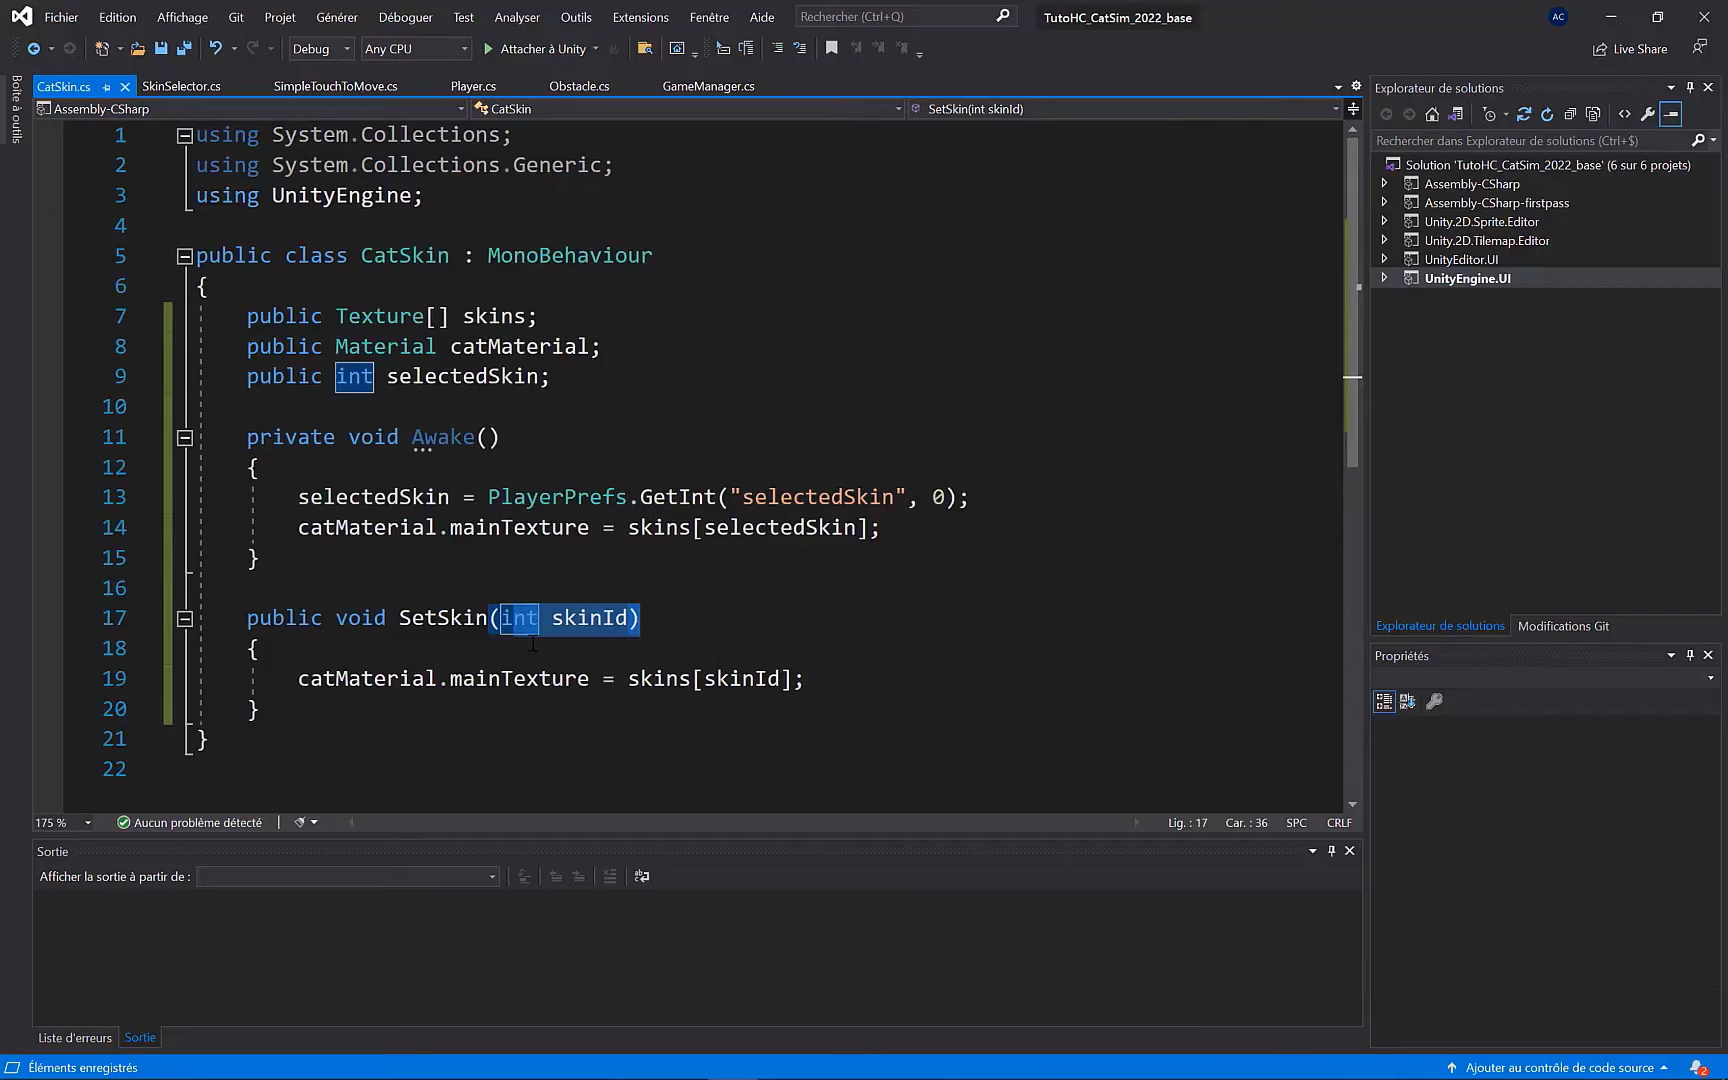 Fichier Edition Affichage Git Projet Générer Déboguer Test Analyser Outils Extensions Fenêtre Aide Rechercher (Ctrl+Q) TutoHC_CatSim_2022_base AC
Debug Any CPU Attacher à Unity Live Share
Boîte à outils
CatSkin.cs SkinSelector.cs SimpleTouchToMove.cs Player.cs Obstacle.cs GameManager.cs
Assembly-CSharp CatSkin SetSkin(int skinId)
1 using System.Collections;
2 using System.Collections.Generic;
3 using UnityEngine;
4
5 public class CatSkin : MonoBehaviour
6 {
7 public Texture[] skins;
8 public Material catMaterial;
9 public int selectedSkin;
10
11 private void Awake()
12 {
13 selectedSkin = PlayerPrefs.GetInt("selectedSkin", 0);
14 catMaterial.mainTexture = skins[selectedSkin];
15 }
16
17 public void SetSkin(int skinId)
18 {
19 catMaterial.mainTexture = skins[skinId];
20 }
21 }
22
175 % Aucun problème détecté Lig. : 17 Car. : 36 SPC CRLF
Sortie
Afficher la sortie à partir de :
Liste d'erreurs Sortie
Explorateur de solutions
Rechercher dans Explorateur de solutions (Ctrl+$)
Solution 'TutoHC_CatSim_2022_base' (6 sur 6 projets)
Assembly-CSharp
Assembly-CSharp-firstpass
Unity.2D.Sprite.Editor
Unity.2D.Tilemap.Editor
UnityEditor.UI
UnityEngine.UI
Explorateur de solutions Modifications Git
Propriétés
Éléments enregistrés Ajouter au contrôle de code source 2